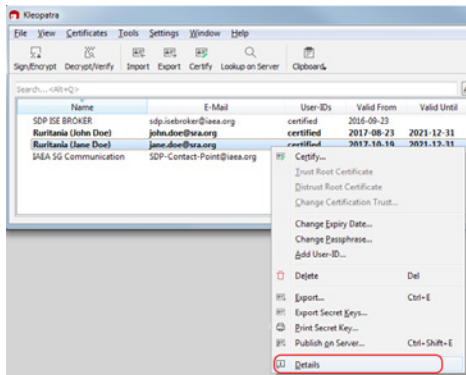 Kleopatra
File View Certificates Tools Settings Window Help
Sign/Encrypt Decrypt/Verify Import Export Certify Lookup on Server Clipboard
Search...<Alt+Q>
Name E-Mail User-IDs Valid From Valid Until
SDP ISE BROKER sdp.isebroker@iaea.org certified 2016-09-23
Ruritania (John Doe) john.doe@sra.org certified 2017-08-23 2021-12-31
Ruritania (Jane Doe) jane.doe@sra.org certified 2017-10-19 2021-12-31
IAEA SG Communication SDP-Contact-Point@iaea.org
Certify...
Trust Root Certificate
Distrust Root Certificate
Change Certification Trust...
Change Expiry Date...
Change Passphrase...
Add User-ID...
Delete Del
Export... Ctrl+E
Export Secret Keys...
Print Secret Key...
Publish on Server... Ctrl+Shift+E
Details